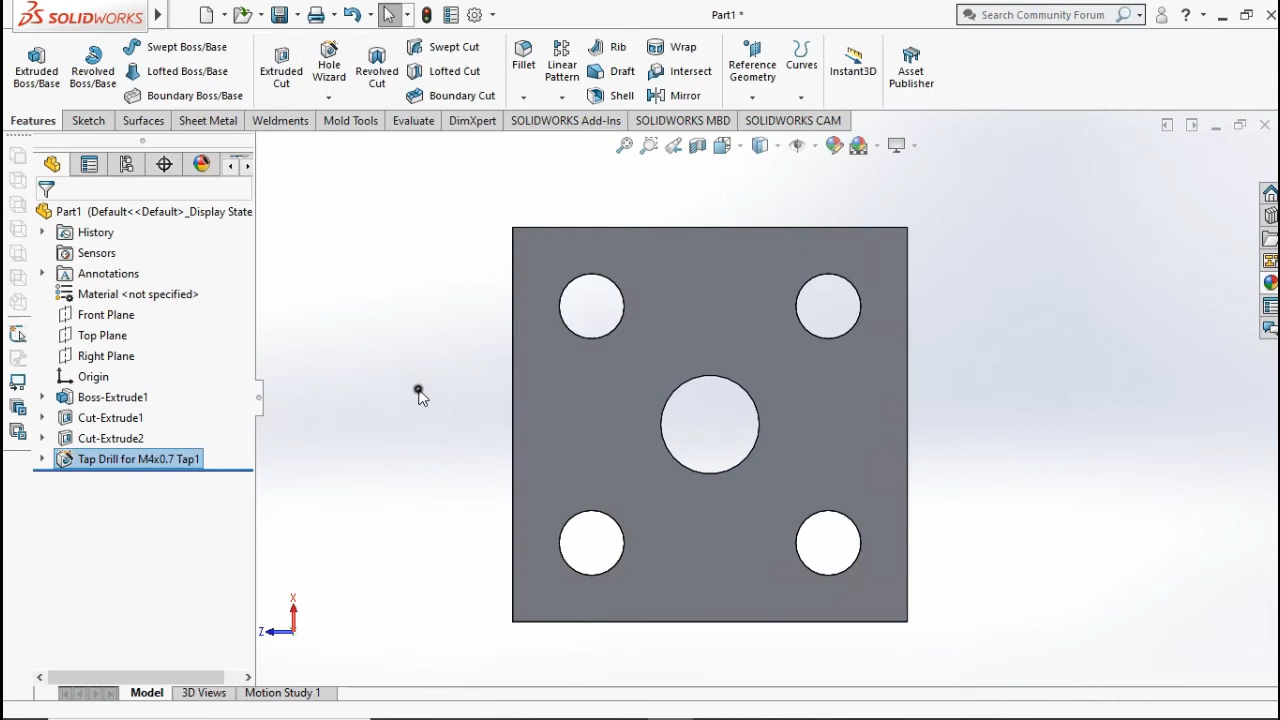 SOLIDWORKS
Part1 *
Search Community Forum
?
Extruded Boss/Base
Revolved Boss/Base
Swept Boss/Base
Lofted Boss/Base
Boundary Boss/Base
Extruded Cut
Hole Wizard
Revolved Cut
Swept Cut
Lofted Cut
Boundary Cut
Fillet
Linear Pattern
Rib
Draft
Shell
Wrap
Intersect
Mirror
Reference Geometry
Curves
Instant3D
Asset Publisher
Features Sketch Surfaces Sheet Metal Weldments Mold Tools Evaluate DimXpert SOLIDWORKS Add-Ins SOLIDWORKS MBD SOLIDWORKS CAM
Part1 (Default<<Default>_Display State
History
Sensors
Annotations
Material <not specified>
Front Plane
Top Plane
Right Plane
Origin
Boss-Extrude1
Cut-Extrude1
Cut-Extrude2
Tap Drill for M4x0.7 Tap1
X
Z
Model 3D Views Motion Study 1